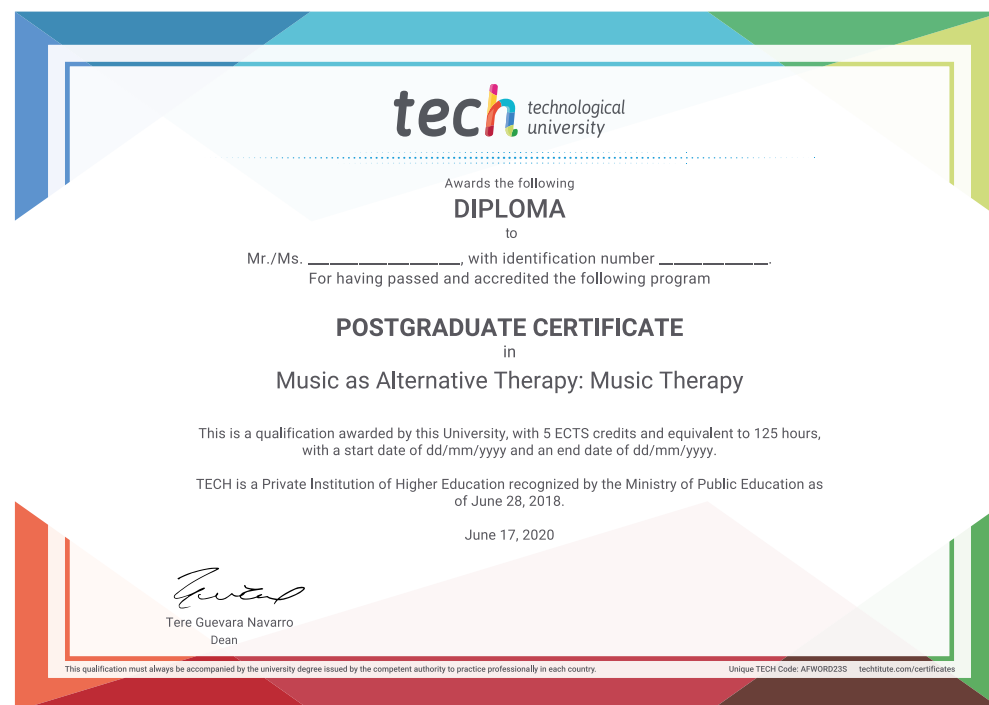 tech technological
university
Awards the following
DIPLOMA
to
Mr./Ms. ____________________, with identification number ______________.
For having passed and accredited the following program
POSTGRADUATE CERTIFICATE
in
Music as Alternative Therapy: Music Therapy
This is a qualification awarded by this University, with 5 ECTS credits and equivalent to 125 hours,
with a start date of dd/mm/yyyy and an end date of dd/mm/yyyy.
TECH is a Private Institution of Higher Education recognized by the Ministry of Public Education as
of June 28, 2018.
June 17, 2020
Tere Guevara Navarro
Dean
This qualification must always be accompanied by the university degree issued by the competent authority to practice professionally in each country.
Unique TECH Code: AFWORD23S techtitute.com/certificates